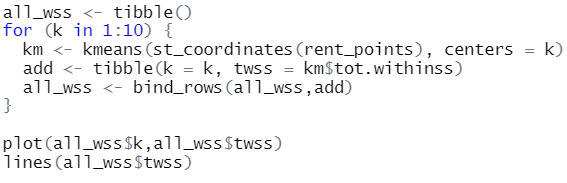 all_wss <- tibble()
for (k in 1:10) {
  km <- kmeans(st_coordinates(rent_points), centers = k)
  add <- tibble(k = k, twss = km$tot.withinss)
  all_wss <- bind_rows(all_wss,add)
}
plot(all_wss$k,all_wss$twss)
lines(all_wss$twss)